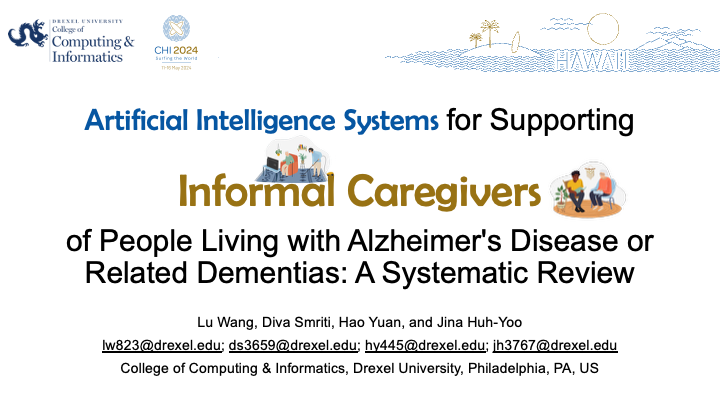 DREXEL UNIVERSITY
College of
Computing &
Informatics
CHI 2024
Surfing the World
11-16 May 2024
HAWAII
Artificial Intelligence Systems for Supporting
Informal Caregivers
of People Living with Alzheimer's Disease or
Related Dementias: A Systematic Review
Lu Wang, Diva Smriti, Hao Yuan, and Jina Huh-Yoo
lw823@drexel.edu; ds3659@drexel.edu; hy445@drexel.edu; jh3767@drexel.edu
College of Computing & Informatics, Drexel University, Philadelphia, PA, US